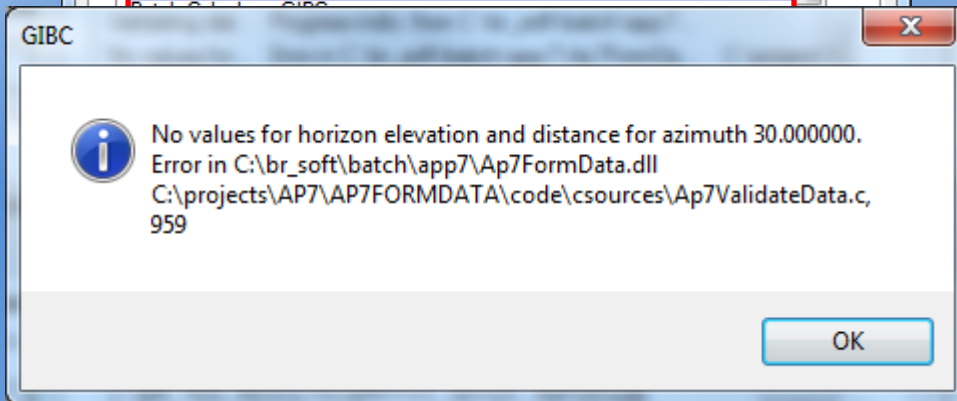 GIBC
No values for horizon elevation and distance for azimuth 30.000000.
Error in C:\br_soft\batch\app7\Ap7FormData.dll
C:\projects\AP7\AP7FORMDATA\code\csources\Ap7ValidateData.c,
959
OK